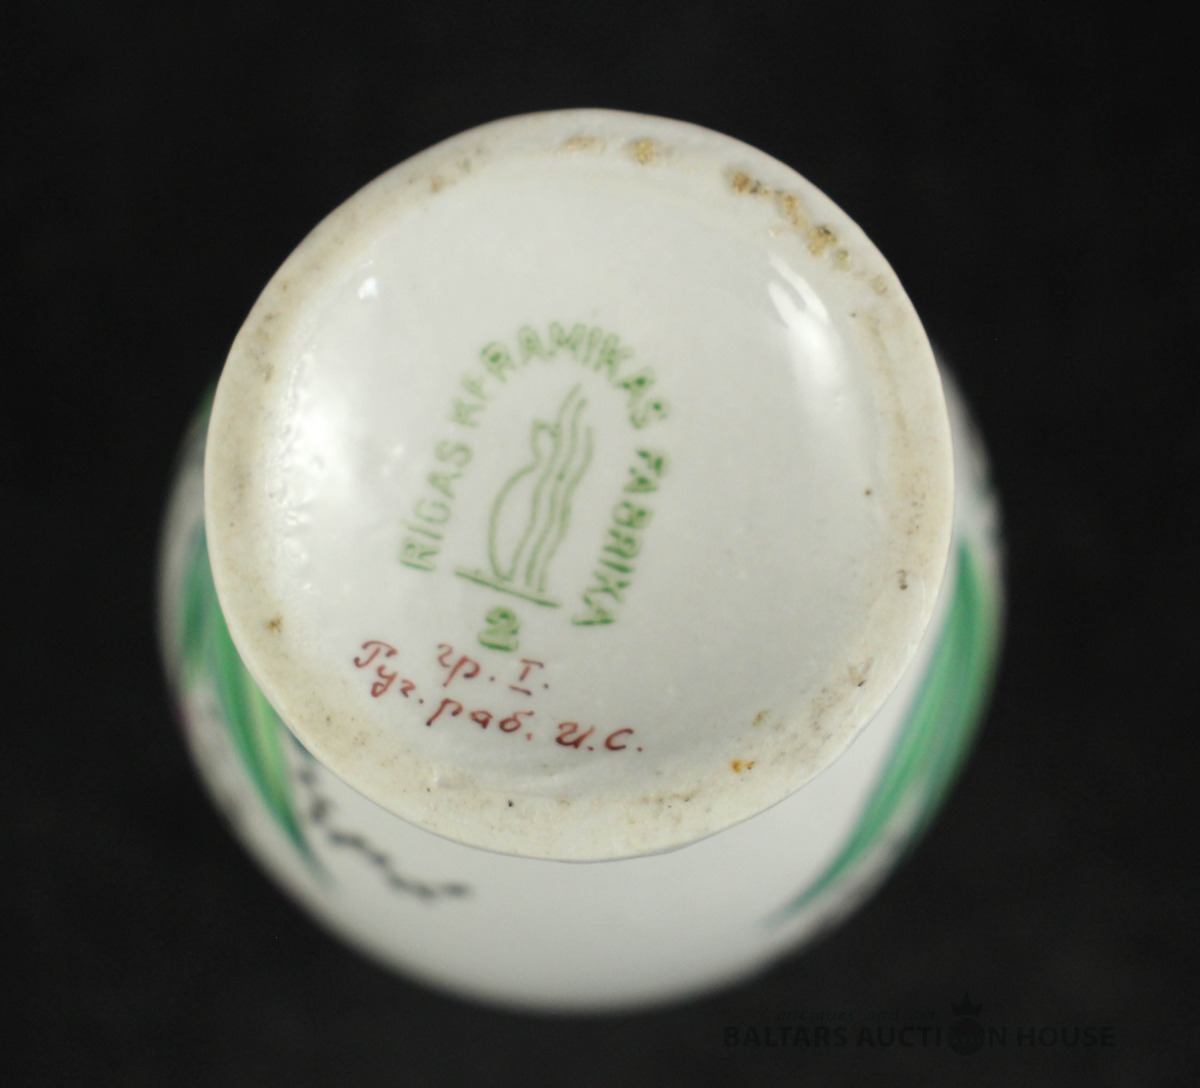 RĪGAS KERAMIKAS FABRIKA
гр. I.
Руч. раб. И.С.
BALTARS AUCTION HOUSE